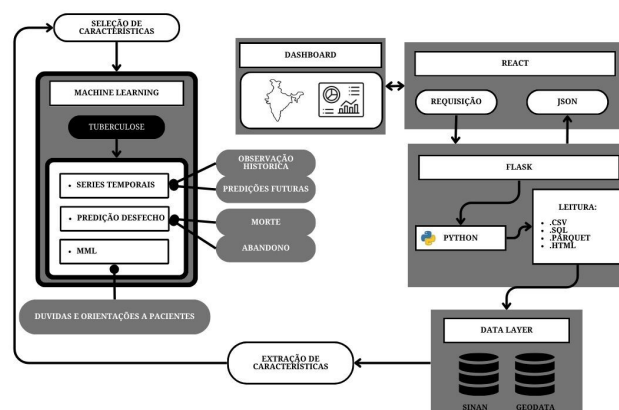 SELEÇÃO DE
CARACTERÍSTICAS
MACHINE LEARNING
TUBERCULOSE
• SERIES TEMPORAIS
• PREDIÇÃO DESFECHO
• MML
OBSERVAÇÃO
HISTORICA
PREDIÇÕES FUTURAS
MORTE
ABANDONO
DUVIDAS E ORIENTAÇÕES A PACIENTES
DASHBOARD
REACT
REQUISIÇÃO
JSON
FLASK
PYTHON
LEITURA:
• .CSV
• .SQL
• .PARQUET
• .HTML
DATA LAYER
SINAN
GEODATA
EXTRAÇÃO DE
CARACTERÍSTICAS